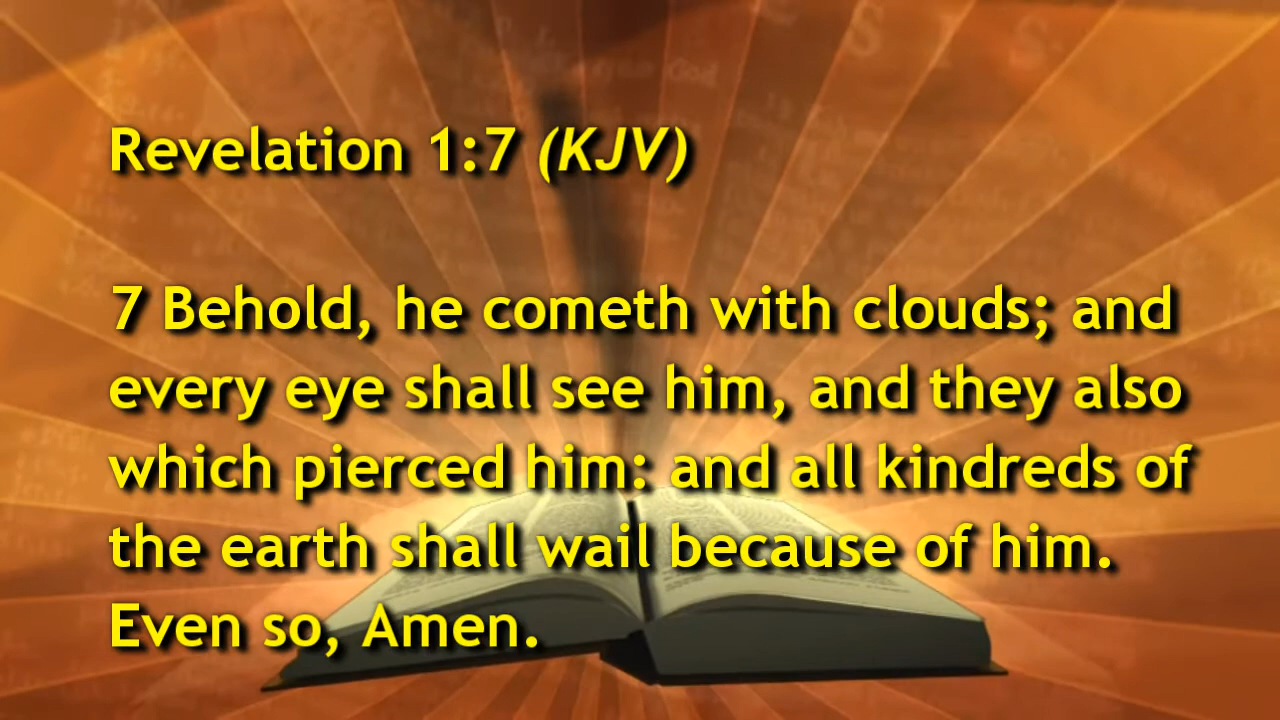 Revelation 1:7 (KJV)
7 Behold, he cometh with clouds; and
every eye shall see him, and they also
which pierced him: and all kindreds of
the earth shall wail because of him.
Even so, Amen.